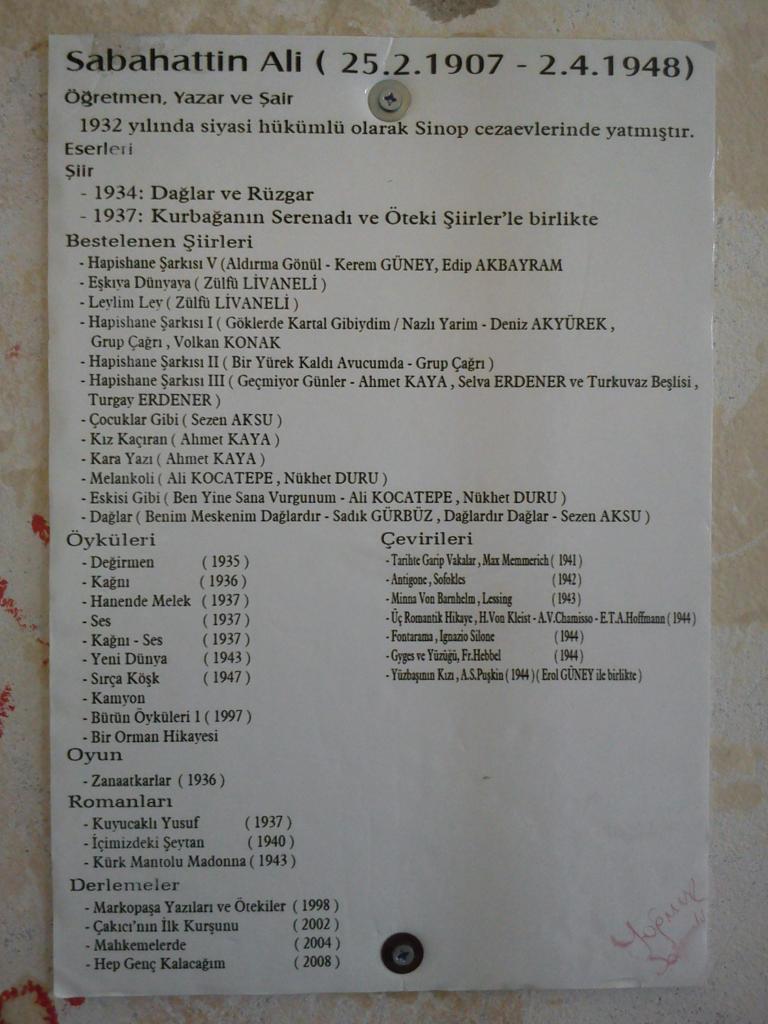 Sabahattin Ali ( 25.2.1907 - 2.4.1948)
Öğretmen, Yazar ve Şair
1932 yılında siyasi hükümlü olarak Sinop cezaevlerinde yatmıştır.
Eserleri
Şiir
- 1934: Dağlar ve Rüzgar
- 1937: Kurbağanın Serenadı ve Öteki Şiirler'le birlikte
Bestelenen Şiirleri
- Hapishane Şarkısı V (Aldırma Gönül - Kerem GÜNEY, Edip AKBAYRAM
- Eşkıya Dünyaya ( Zülfü LİVANELİ )
- Leylim Ley ( Zülfü LİVANELİ )
- Hapishane Şarkısı I ( Göklerde Kartal Gibiydim / Nazlı Yarim - Deniz AKYÜREK ,
Grup Çağrı , Volkan KONAK
- Hapishane Şarkısı II ( Bir Yürek Kaldı Avucumda - Grup Çağrı )
- Hapishane Şarkısı III ( Geçmiyor Günler - Ahmet KAYA , Selva ERDENER ve Turkuvaz Beşlisi ,
Turgay ERDENER )
- Çocuklar Gibi ( Sezen AKSU )
- Kız Kaçıran ( Ahmet KAYA )
- Kara Yazı ( Ahmet KAYA )
- Melankoli ( Ali KOCATEPE , Nükhet DURU )
- Eskisi Gibi ( Ben Yine Sana Vurgunum - Ali KOCATEPE , Nükhet DURU )
- Dağlar ( Benim Meskenim Dağlardır - Sadık GÜRBÜZ , Dağlardır Dağlar - Sezen AKSU )
Öyküleri
- Değirmen ( 1935 )
- Kağnı ( 1936 )
- Hanende Melek ( 1937 )
- Ses ( 1937 )
- Kağnı - Ses ( 1937 )
- Yeni Dünya ( 1943 )
- Sırça Köşk ( 1947 )
- Kamyon
- Bütün Öyküleri 1 ( 1997 )
- Bir Orman Hikayesi
Çevirileri
- Tarihte Garip Vakalar , Max Memmerich ( 1941 )
- Antigone , Sofokles ( 1942 )
- Minna Von Barnhelm , Lessing ( 1943 )
- Üç Romantik Hikaye , H.Von Kleist - A.V.Chamisso - E.T.A.Hoffmann ( 1944 )
- Fontarama , Ignazio Silone ( 1944 )
- Gyges ve Yüzüğü, Fr.Hebbel ( 1944 )
- Yüzbaşının Kızı , A.S.Puşkin ( 1944 ) ( Erol GÜNEY ile birlikte )
Oyun
- Zanaatkarlar ( 1936 )
Romanları
- Kuyucaklı Yusuf ( 1937 )
- İçimizdeki Şeytan ( 1940 )
- Kürk Mantolu Madonna ( 1943 )
Derlemeler
- Markopaşa Yazıları ve Ötekiler ( 1998 )
- Çakıcı'nın İlk Kurşunu ( 2002 )
- Mahkemelerde ( 2004 )
- Hep Genç Kalacağım ( 2008 )